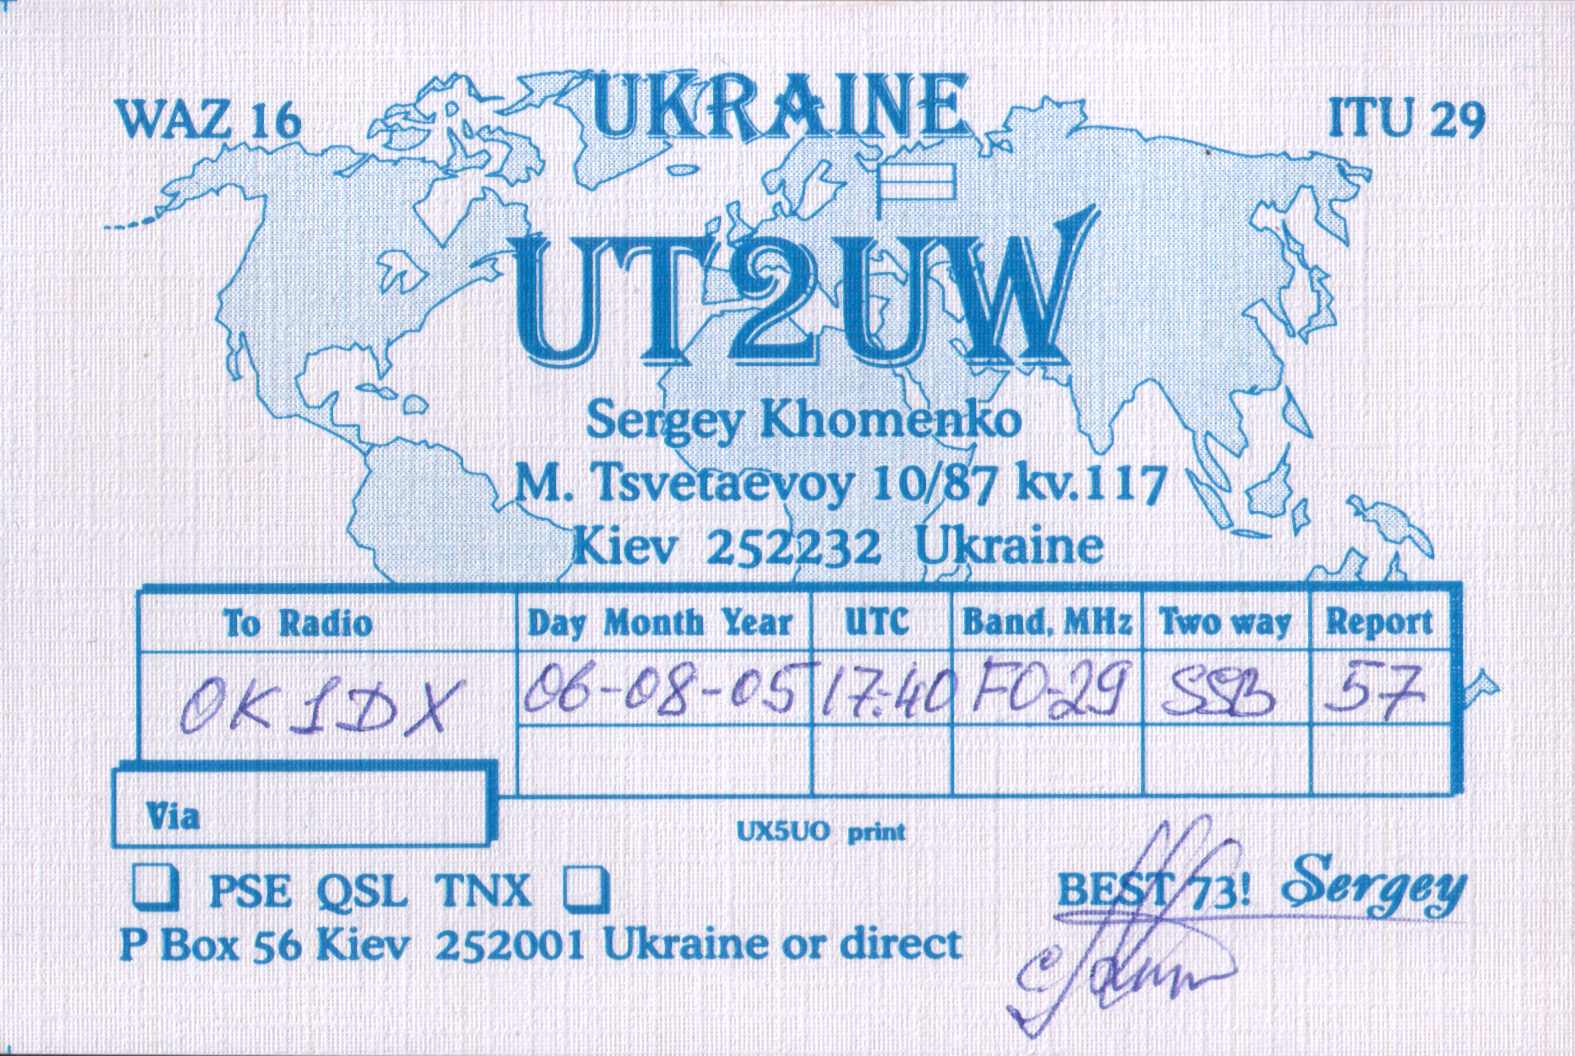 UKRAINE
WAZ 16 ITU 29
UT2UW
Sergey Khomenko
M. Tsvetaevoy 10/87 kv.117
Kiev 252232 Ukraine
To Radio Day Month Year UTC Band, MHz Two way Report
OK1DX 06-08-05 17:40 FO-29 SSB 57
Via
UX5UO print
PSE QSL TNX
BEST 73! Sergey
P Box 56 Kiev 252001 Ukraine or direct